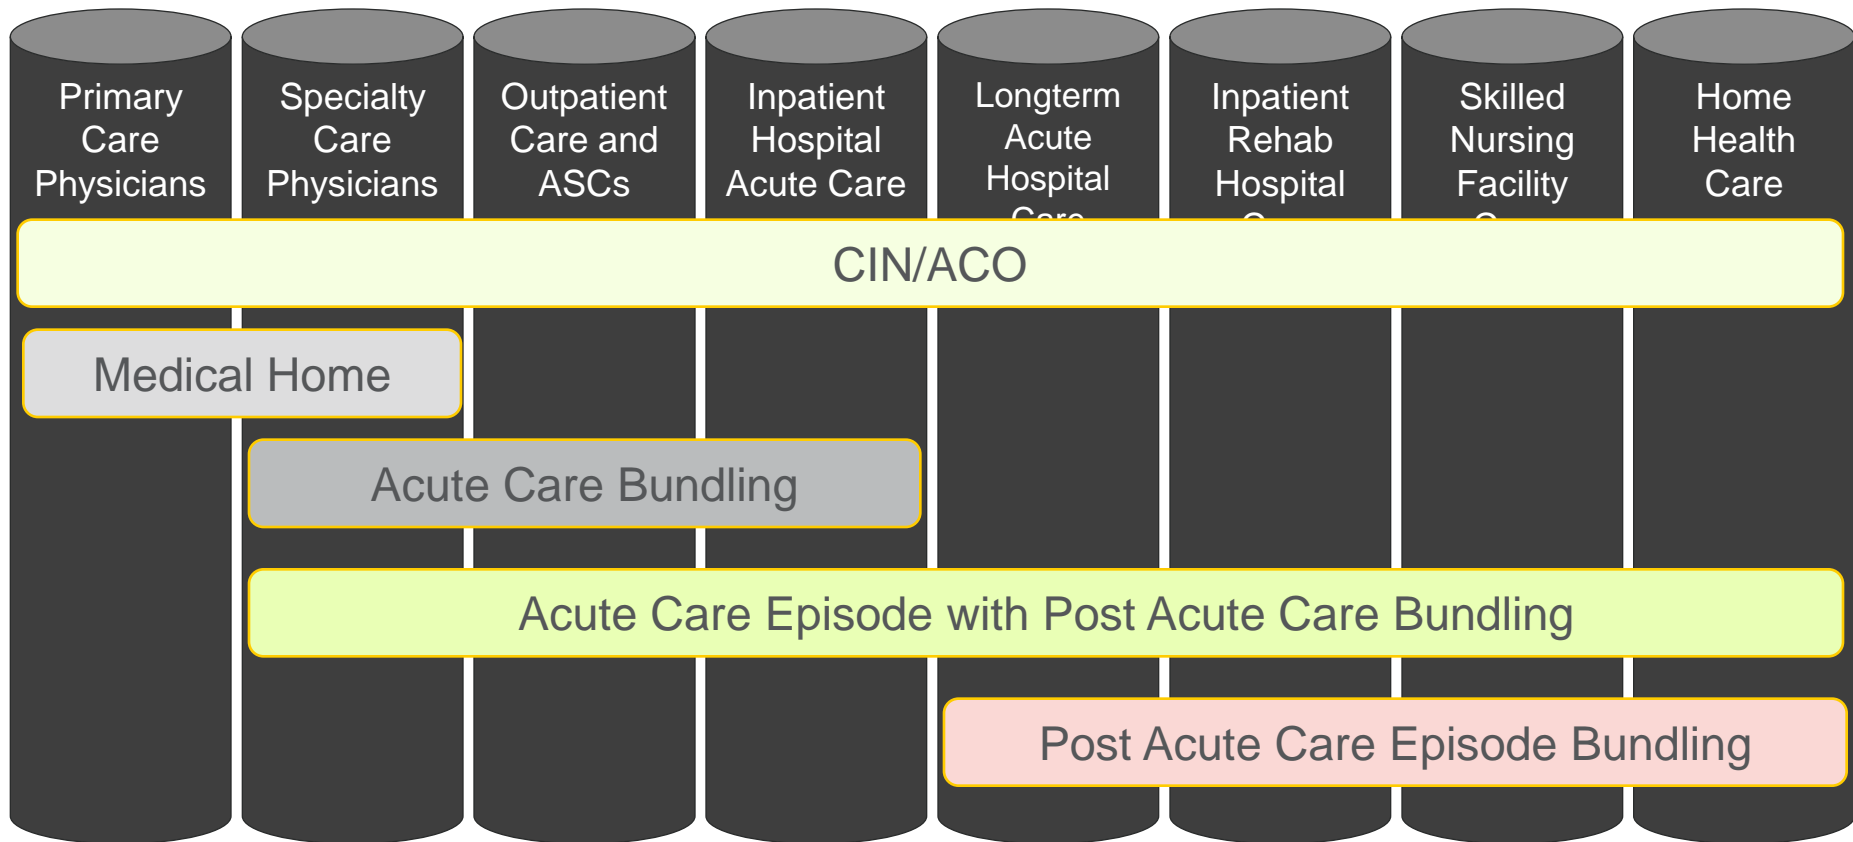 Primary
Care
Physicians
Specialty
Care
Physicians
Outpatient
Care and
ASCs
Inpatient
Hospital
Acute Care
Longterm
Acute
Hospital
Care
Inpatient
Rehab
Hospital
Skilled
Nursing
Facility
Home
Health
Care
CIN/ACO
Medical Home
Acute Care Bundling
Acute Care Episode with Post Acute Care Bundling
Post Acute Care Episode Bundling